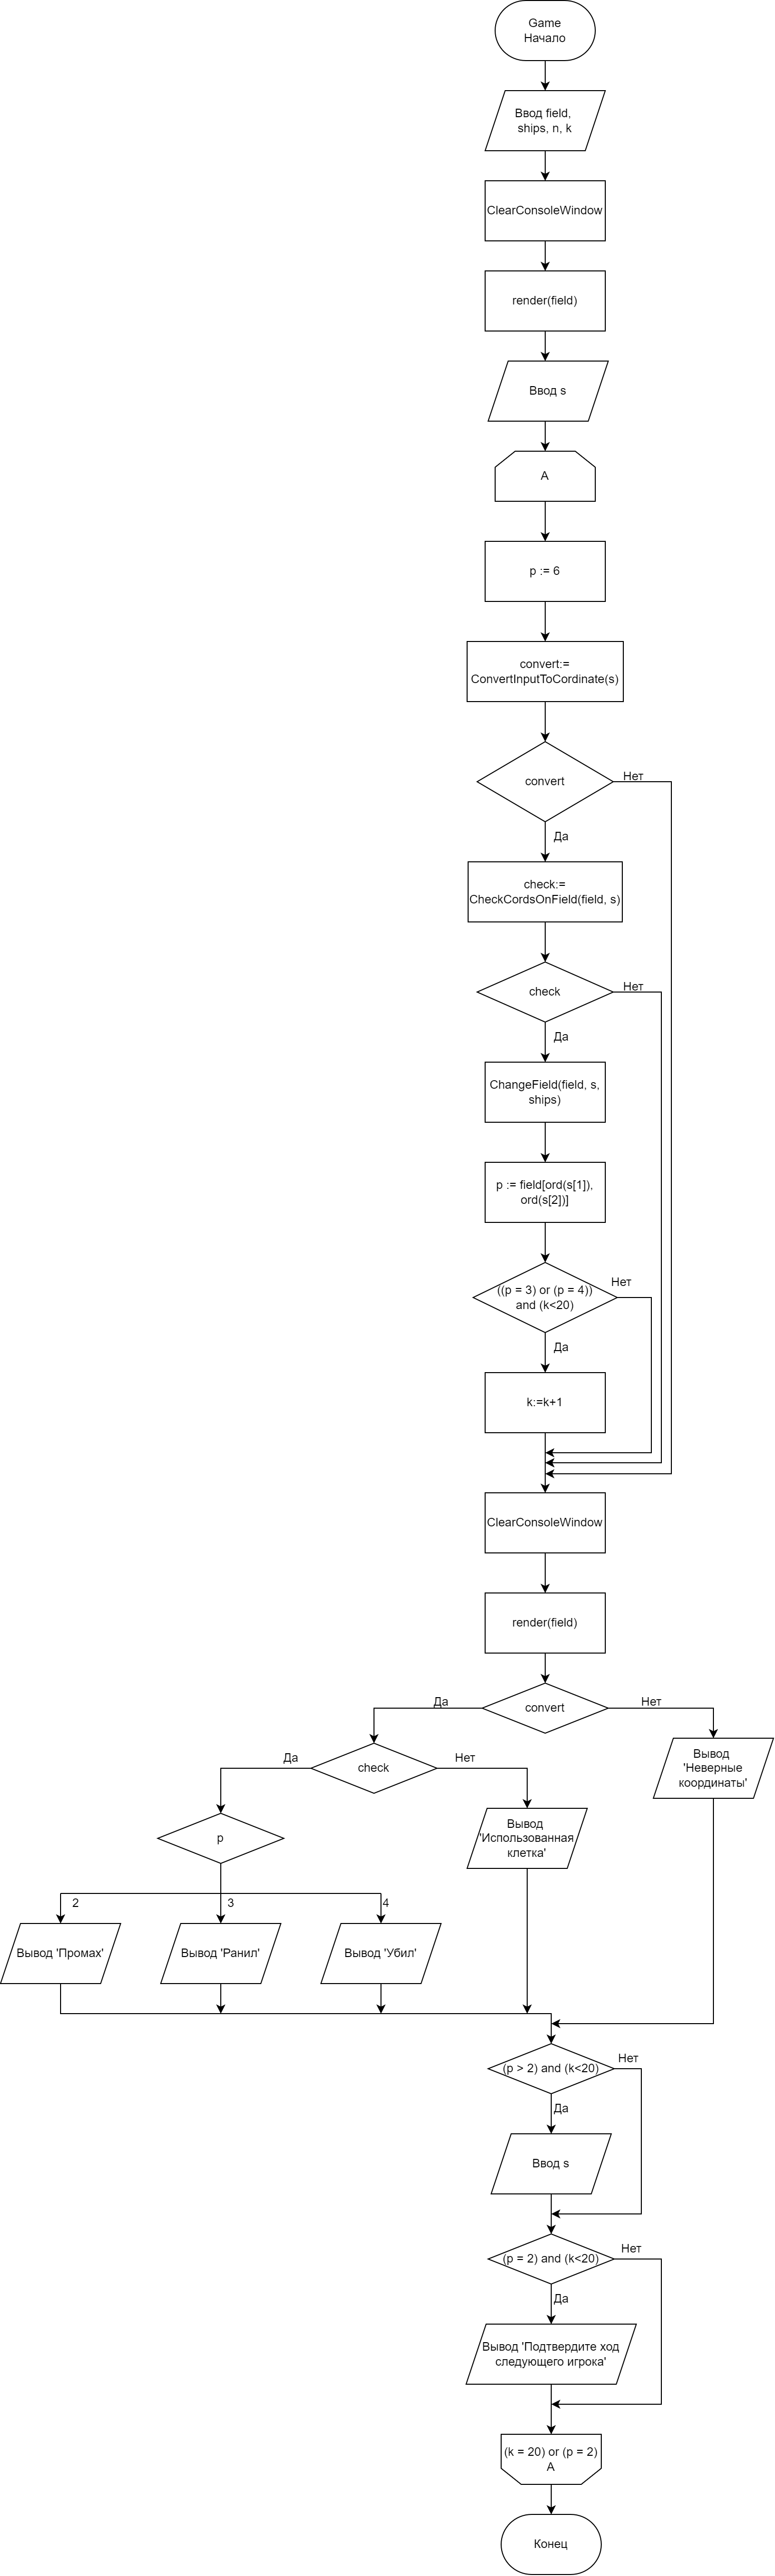 Game
Начало
Ввод field,
ships, n, k
ClearConsoleWindow
render(field)
Ввод s
A
p := 6
convert:=
ConvertInputToCordinate(s)
convert
Нет
Да
check:=
CheckCordsOnField(field, s)
check
Нет
Да
ChangeField(field, s,
ships)
p := field[ord(s[1]),
ord(s[2])]
((p = 3) or (p = 4))
and (k<20)
Нет
Да
k:=k+1
ClearConsoleWindow
render(field)
Да
convert
Нет
Вывод
'Неверные
координаты'
Да
check
Нет
p
Вывод
'Использованная
клетка'
2
3
4
Вывод 'Промах'
Вывод 'Ранил'
Вывод 'Убил'
(p > 2) and (k<20)
Нет
Да
Ввод s
(p = 2) and (k<20)
Нет
Да
Вывод 'Подтвердите ход
следующего игрока'
(k = 20) or (p = 2)
A
Конец